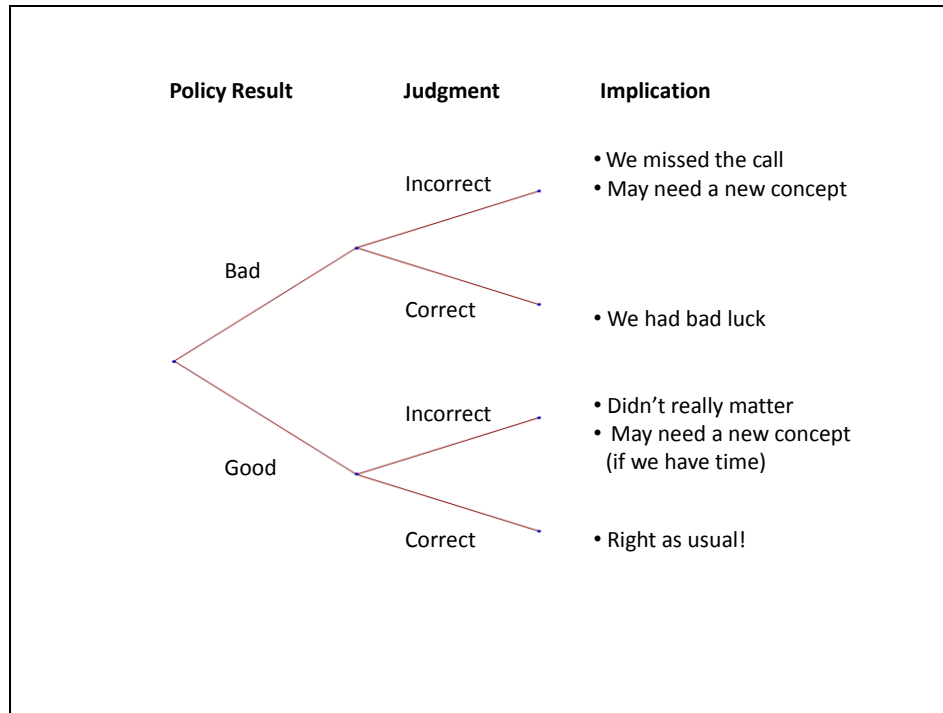 Policy Result Judgment Implication
• We missed the call
Incorrect
• May need a new concept
Bad
Correct
• We had bad luck
• Didn't really matter
Incorrect
• May need a new concept
(if we have time)
Good
Correct
• Right as usual!